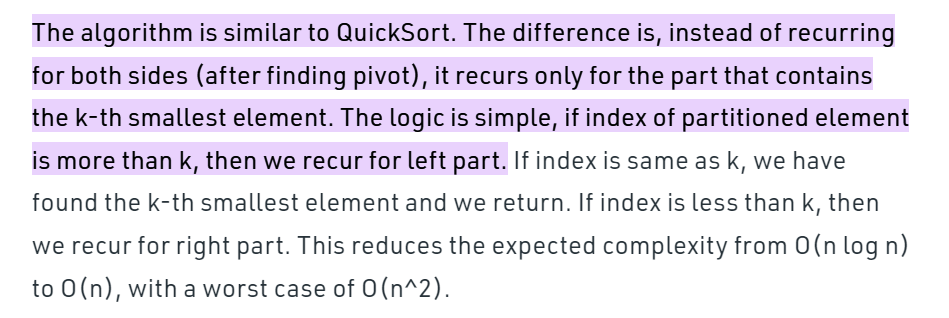 The algorithm is similar to QuickSort. The difference is, instead of recurring
for both sides (after finding pivot), it recurs only for the part that contains
the k-th smallest element. The logic is simple, if index of partitioned element
is more than k, then we recur for left part. If index is same as k, we have
found the k-th smallest element and we return. If index is less than k, then
we recur for right part. This reduces the expected complexity from O(n log n)
to O(n), with a worst case of O(n^2).